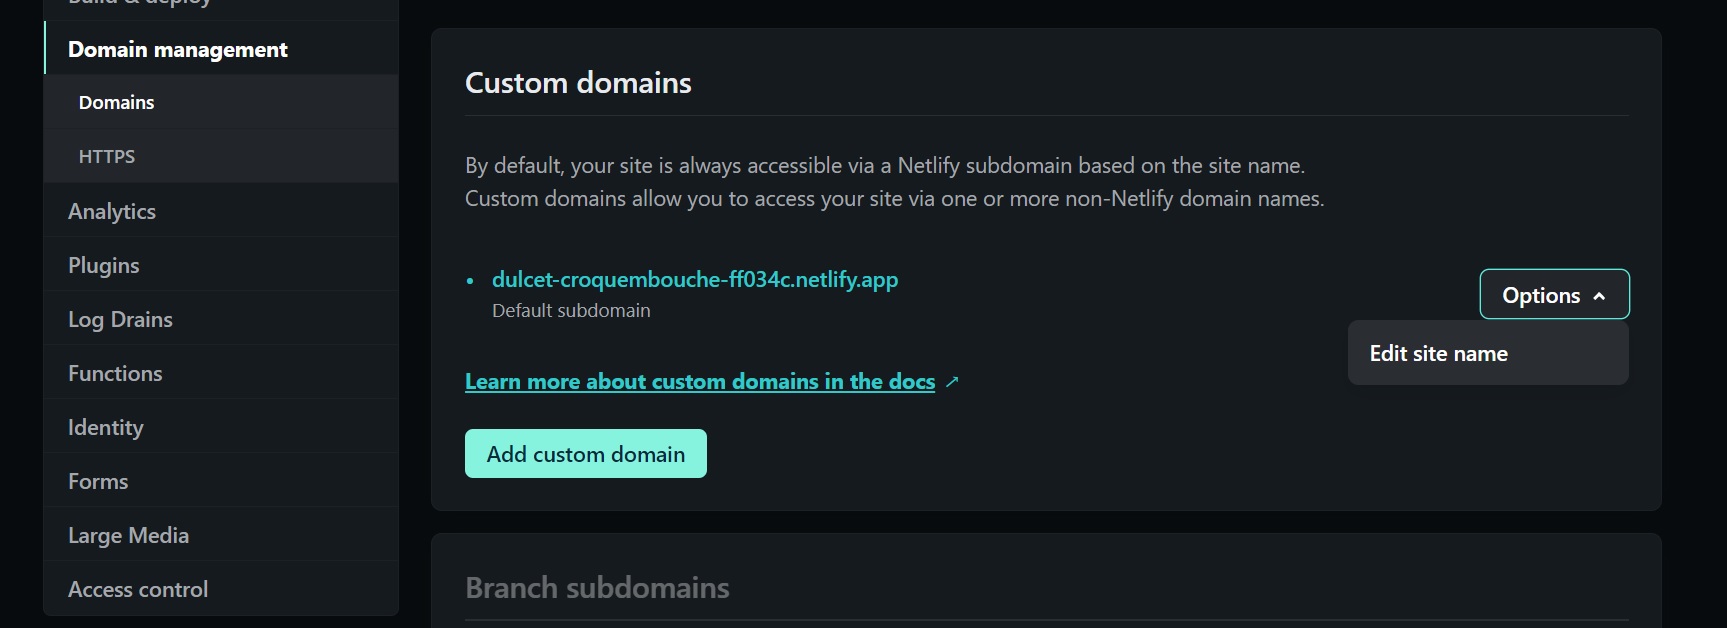 Build & deploy
Domain management
Domains
HTTPS
Analytics
Plugins
Log Drains
Functions
Identity
Forms
Large Media
Access control
Custom domains
By default, your site is always accessible via a Netlify subdomain based on the site name.
Custom domains allow you to access your site via one or more non-Netlify domain names.
• dulcet-croquembouche-ff034c.netlify.app
Default subdomain
Options
Edit site name
Learn more about custom domains in the docs ↗
Add custom domain
Branch subdomains